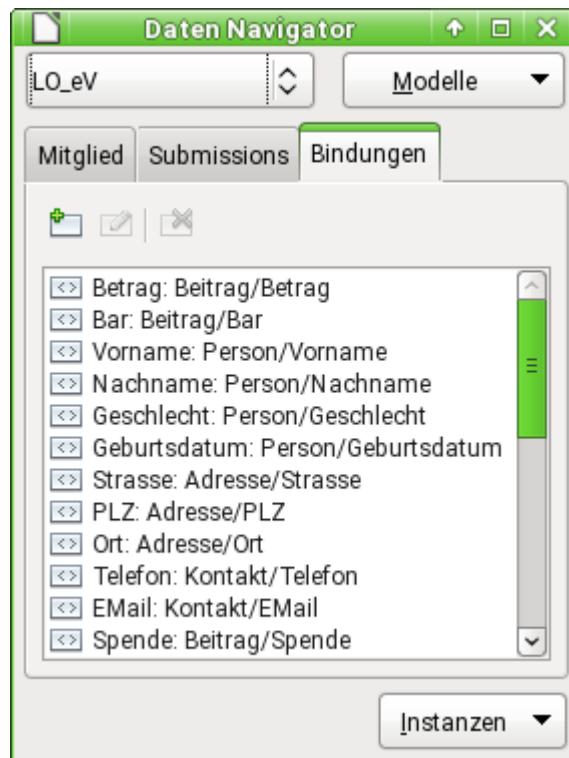 Daten Navigator
LO_eV
Modelle
Mitglied Submissions Bindungen
Betrag: Beitrag/Betrag
Bar: Beitrag/Bar
Vorname: Person/Vorname
Nachname: Person/Nachname
Geschlecht: Person/Geschlecht
Geburtsdatum: Person/Geburtsdatum
Strasse: Adresse/Strasse
PLZ: Adresse/PLZ
Ort: Adresse/Ort
Telefon: Kontakt/Telefon
EMail: Kontakt/EMail
Spende: Beitrag/Spende
Instanzen